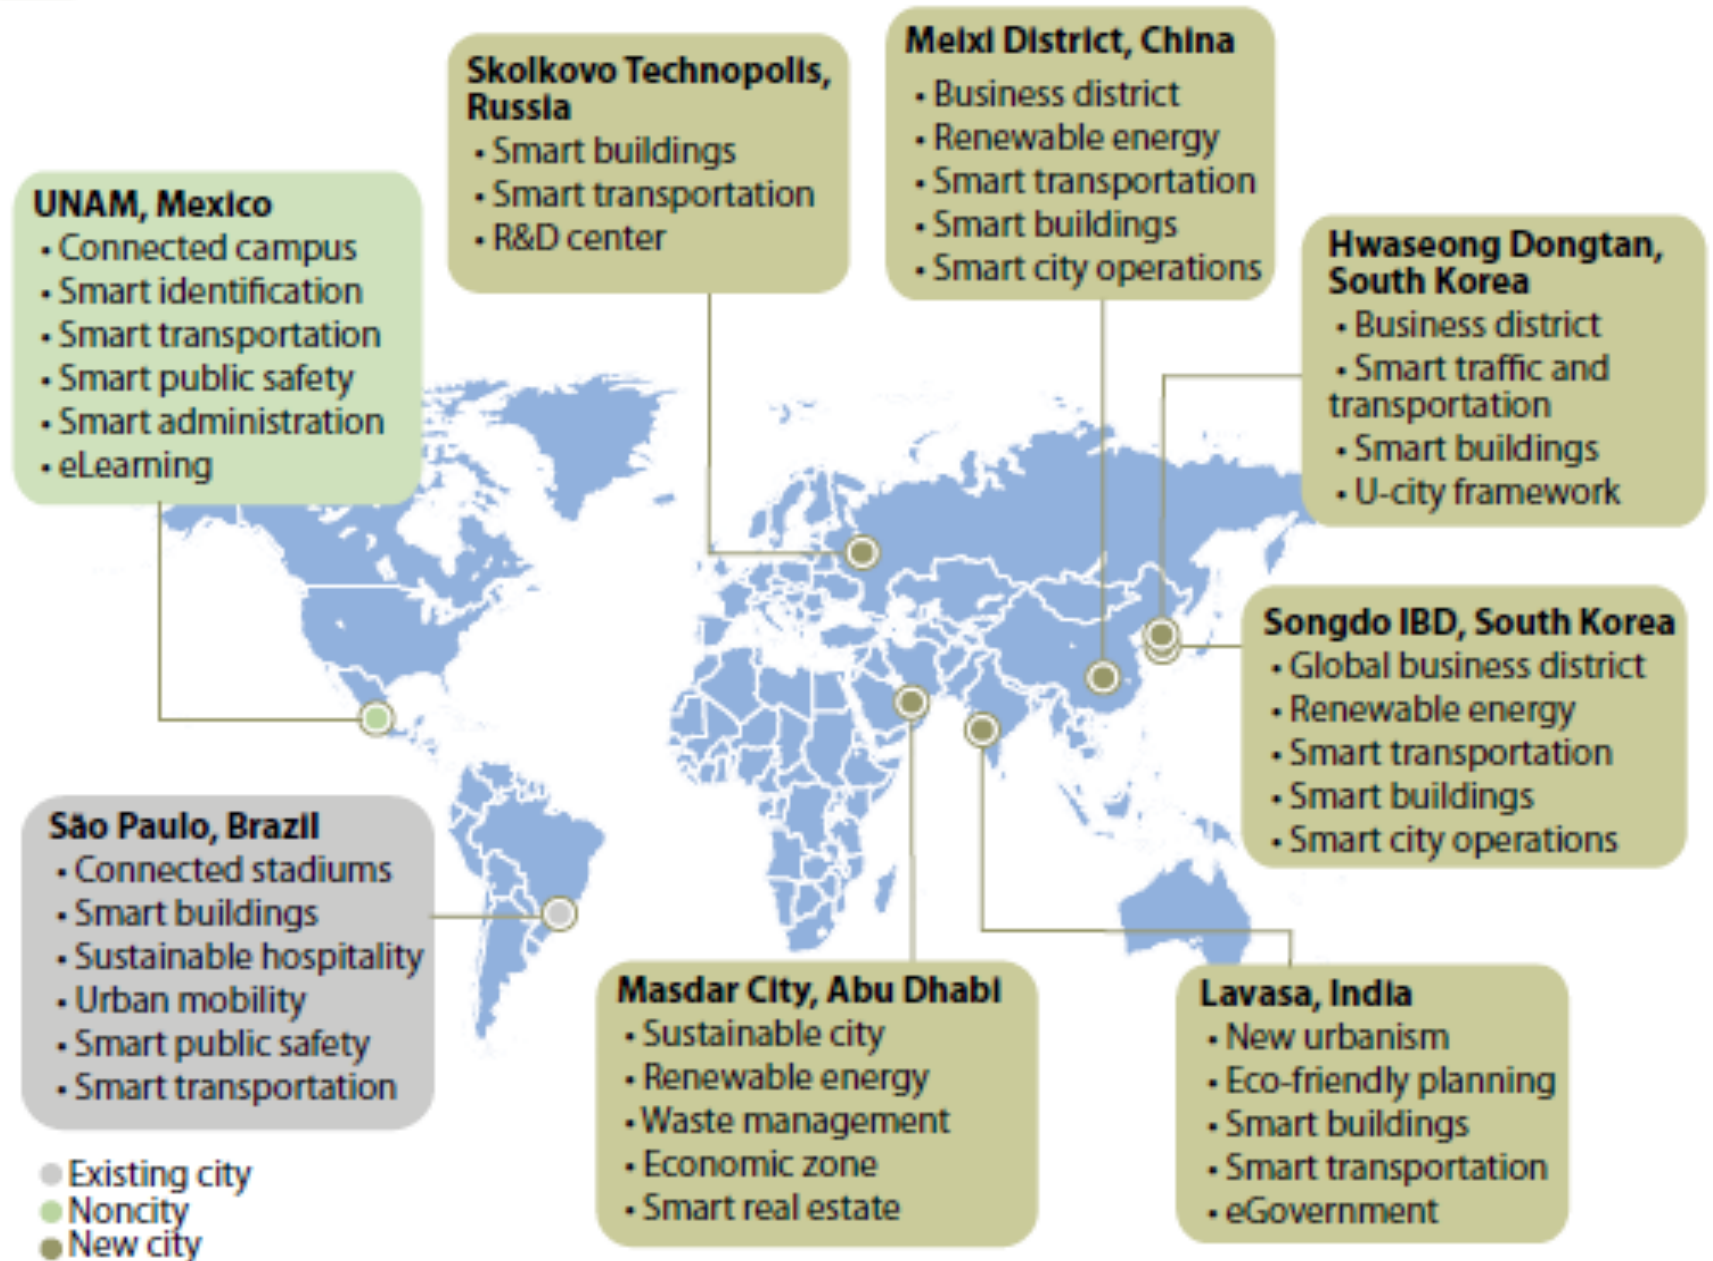 Skolkovo Technopolis,
Russia
• Smart buildings
• Smart transportation
• R&D center
Meixi District, China
• Business district
• Renewable energy
• Smart transportation
• Smart buildings
• Smart city operations
UNAM, Mexico
• Connected campus
• Smart identification
• Smart transportation
• Smart public safety
• Smart administration
• eLearning
Hwaseong Dongtan,
South Korea
• Business district
• Smart traffic and
transportation
• Smart buildings
• U-city framework
Songdo IBD, South Korea
• Global business district
• Renewable energy
• Smart transportation
• Smart buildings
• Smart city operations
São Paulo, Brazil
• Connected stadiums
• Smart buildings
• Sustainable hospitality
• Urban mobility
• Smart public safety
• Smart transportation
Masdar City, Abu Dhabi
• Sustainable city
• Renewable energy
• Waste management
• Economic zone
• Smart real estate
Lavasa, India
• New urbanism
• Eco-friendly planning
• Smart buildings
• Smart transportation
• eGovernment
Existing city
Noncity
New city